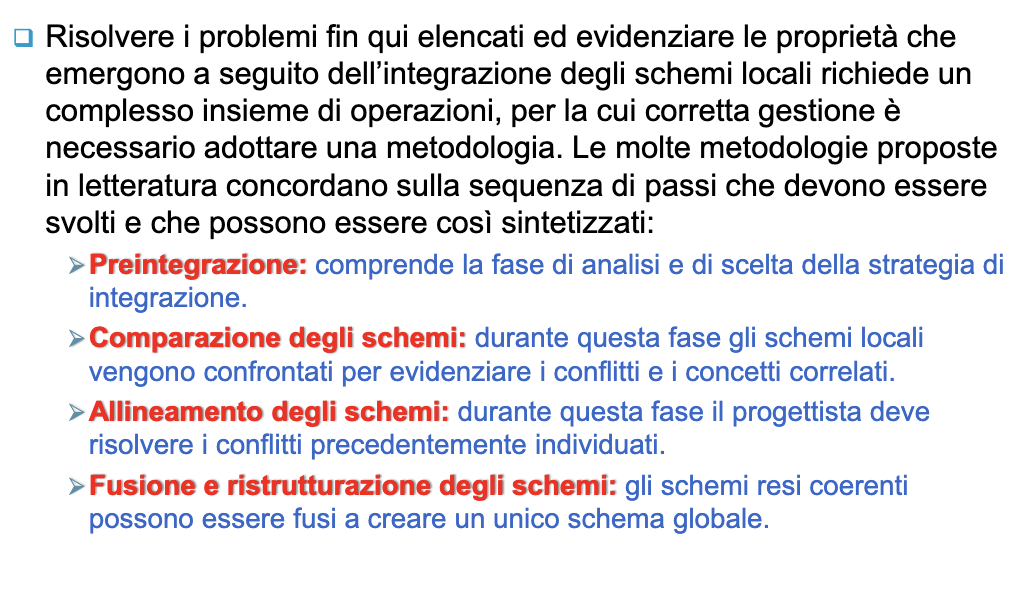 Risolvere i problemi fin qui elencati ed evidenziare le proprietà che
emergono a seguito dell'integrazione degli schemi locali richiede un
complesso insieme di operazioni, per la cui corretta gestione è
necessario adottare una metodologia. Le molte metodologie proposte
in letteratura concordano sulla sequenza di passi che devono essere
svolti e che possono essere così sintetizzati:
Preintegrazione: comprende la fase di analisi e di scelta della strategia di
integrazione.
Comparazione degli schemi: durante questa fase gli schemi locali
vengono confrontati per evidenziare i conflitti e i concetti correlati.
Allineamento degli schemi: durante questa fase il progettista deve
risolvere i conflitti precedentemente individuati.
Fusione e ristrutturazione degli schemi: gli schemi resi coerenti
possono essere fusi a creare un unico schema globale.